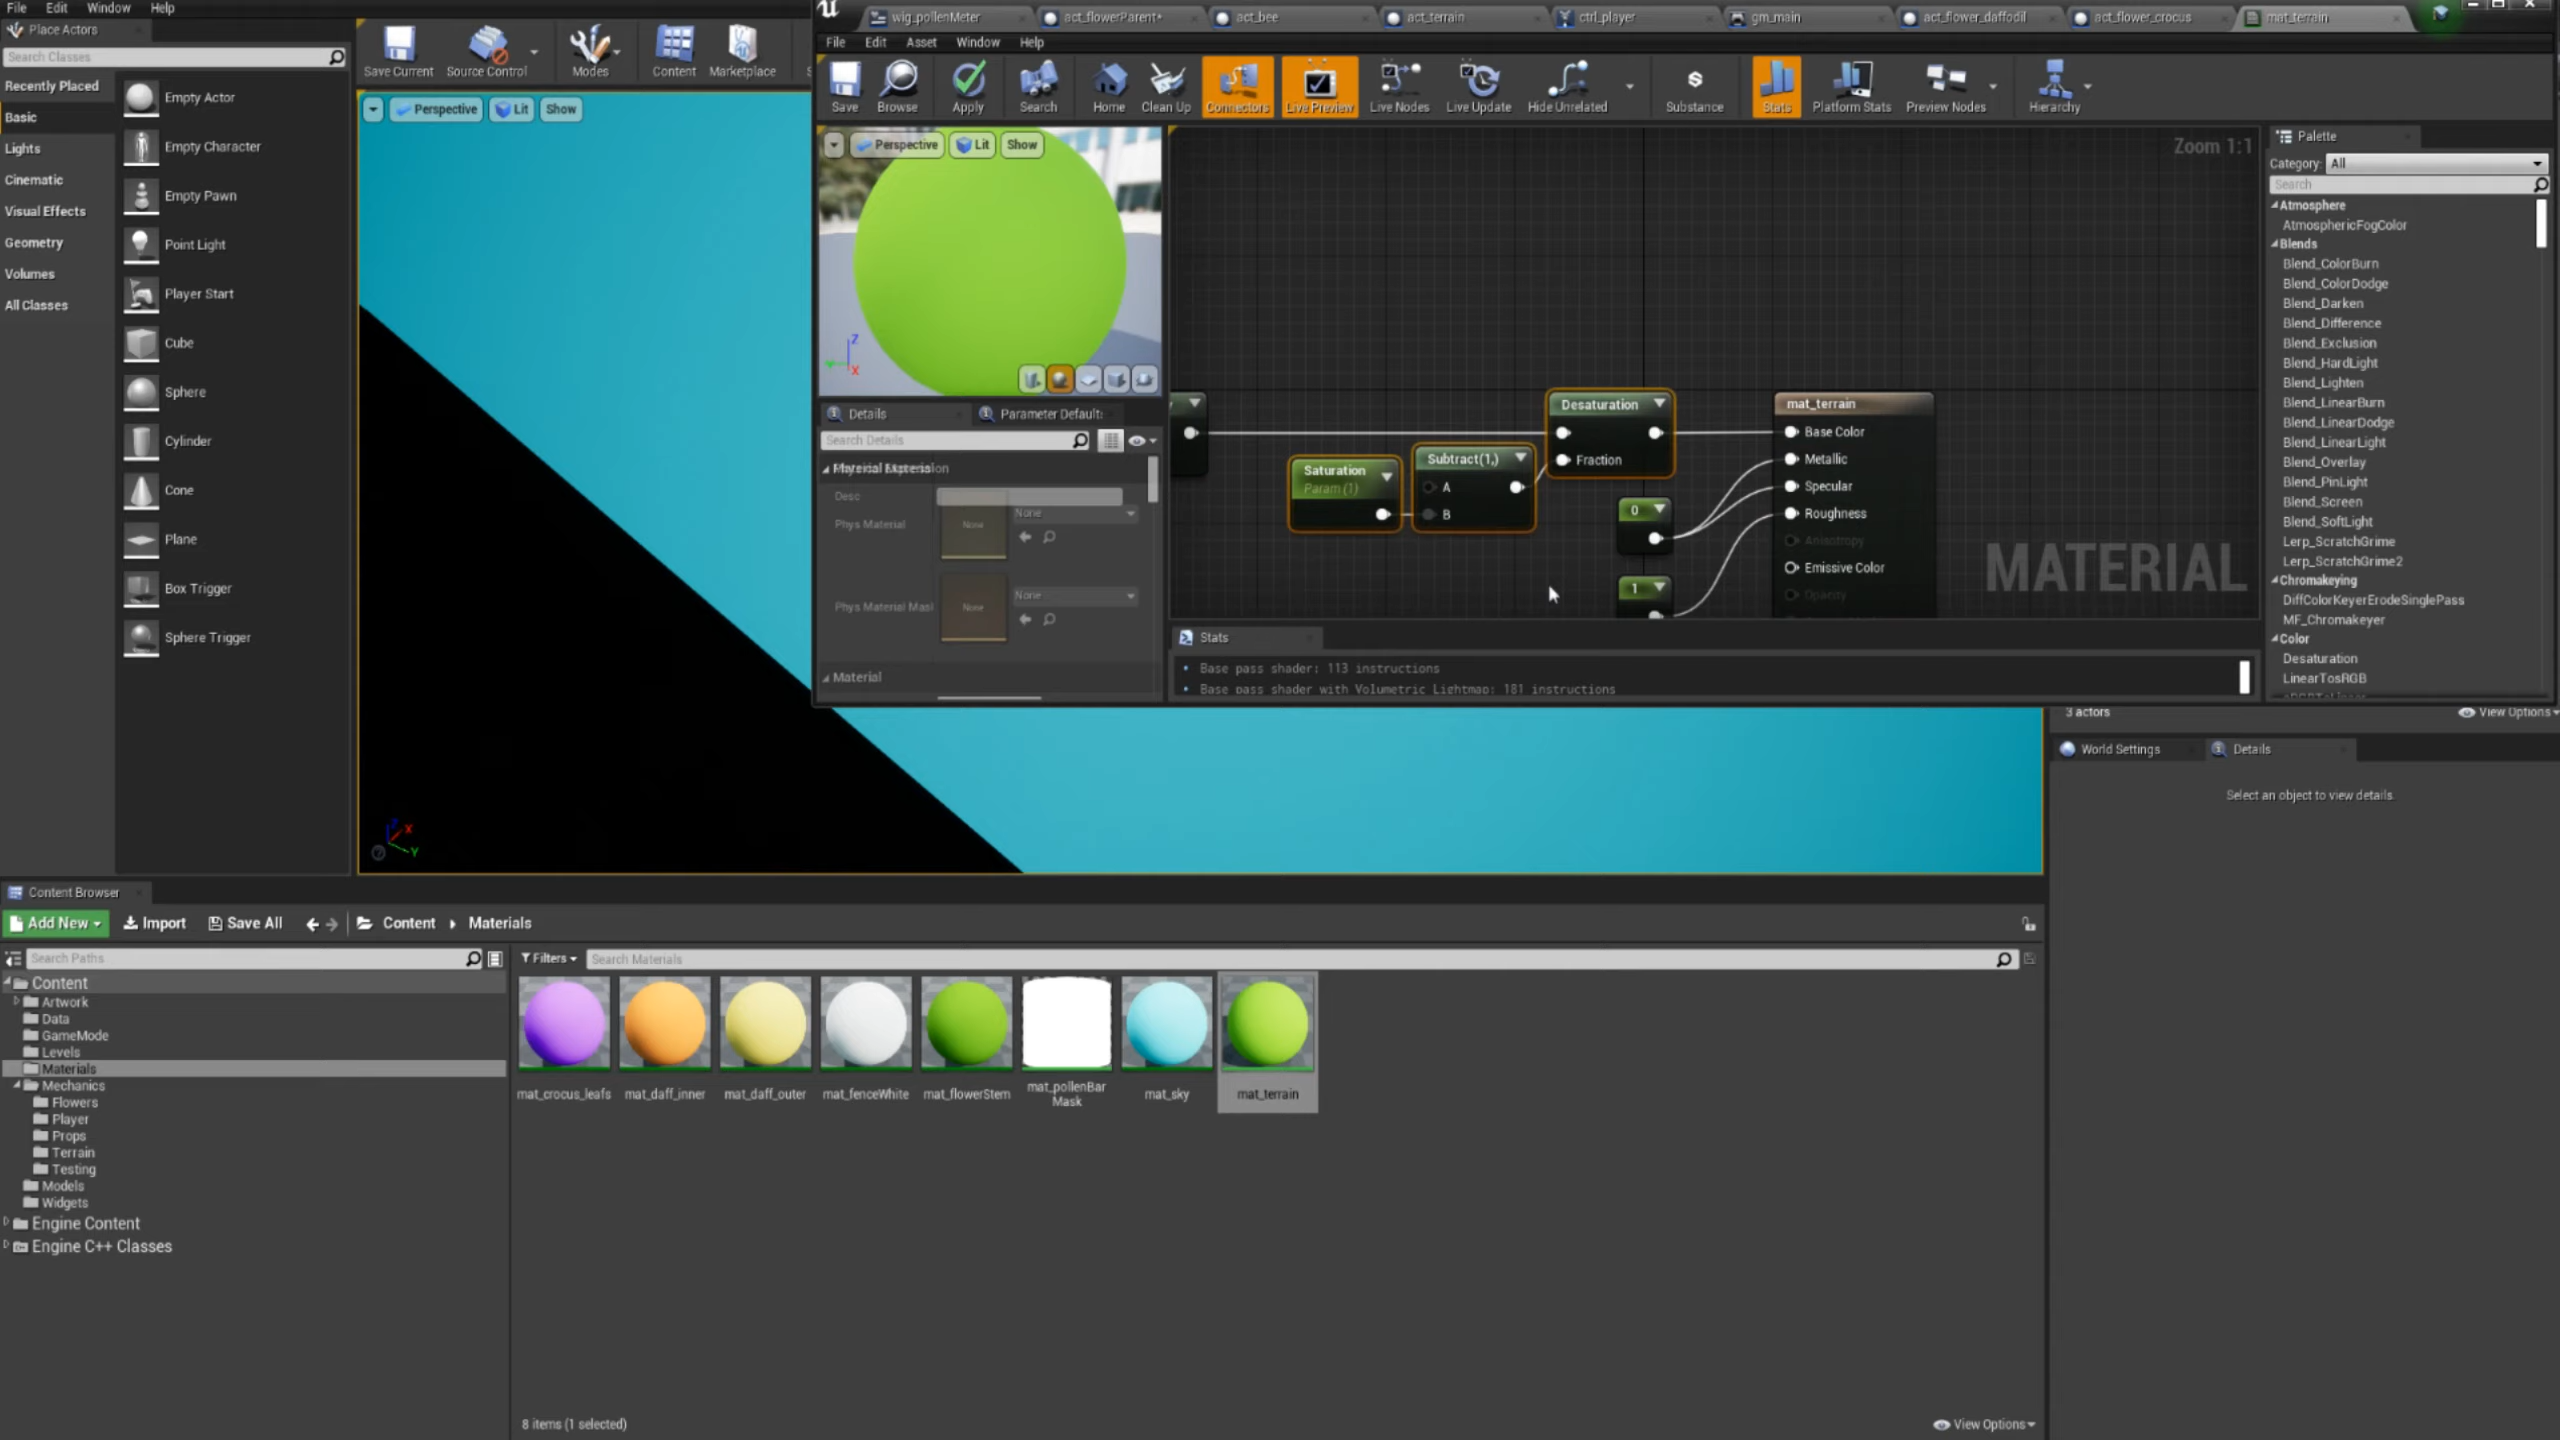 File Edit Window Help
Place Actors
Search Classes
Recently Placed
Basic
Lights
Cinematic
Visual Effects
Geometry
Volumes
All Classes
Empty Actor
Empty Character
Empty Pawn
Point Light
Player Start
Cube
Sphere
Cylinder
Cone
Plane
Box Trigger
Sphere Trigger
Save Current
Source Control
Modes
Content
Marketplace
Perspective Lit Show
wig_pollenMeter
act_flowerParent*
act_bee
act_terrain
ctrl_player
gm_main
act_flower_daffodil
act_flower_crocus
mat_terrain
File Edit Asset Window Help
Save
Browse
Apply
Search
Home
Clean Up
Connectors
Live Preview
Live Nodes
Live Update
Hide Unrelated
Substance
Stats
Platform Stats
Preview Nodes
Hierarchy
Perspective Lit Show
Z
X
Details
Parameter Default
Search Details
Desc
Phys Material
None
None
Phys Material Mas
None
None
Material
Zoom 1:1
Saturation
Param (1)
Subtract(1,)
A
B
Desaturation
Fraction
0
1
mat_terrain
Base Color
Metallic
Specular
Roughness
Anisotropy
Emissive Color
Opacity
MATERIAL
Stats
Base pass shader: 113 instructions
Base pass shader with Volumetric Lightmap: 181 instructions
Palette
Category: All
Search
Atmosphere
AtmosphericFogColor
Blends
Blend_ColorBurn
Blend_ColorDodge
Blend_Darken
Blend_Difference
Blend_Exclusion
Blend_HardLight
Blend_Lighten
Blend_LinearBurn
Blend_LinearDodge
Blend_LinearLight
Blend_Overlay
Blend_PinLight
Blend_Screen
Blend_SoftLight
Lerp_ScratchGrime
Lerp_ScratchGrime2
Chromakeying
DiffColorKeyerErodeSinglePass
MF_Chromakeyer
Color
Desaturation
LinearTosRGB
3 actors
View Options
World Settings
Details
Select an object to view details.
Z
X
Y
Content Browser
Add New Import Save All Content Materials
Search Paths
Filters
Search Materials
Content
Artwork
Data
GameMode
Levels
Materials
Mechanics
Flowers
Player
Props
Terrain
Testing
Models
Widgets
Engine Content
Engine C++ Classes
mat_crocus_leafs
mat_daff_inner
mat_daff_outer
mat_fenceWhite
mat_flowerStem
mat_pollenBar
Mask
mat_sky
mat_terrain
8 items (1 selected)
View Options